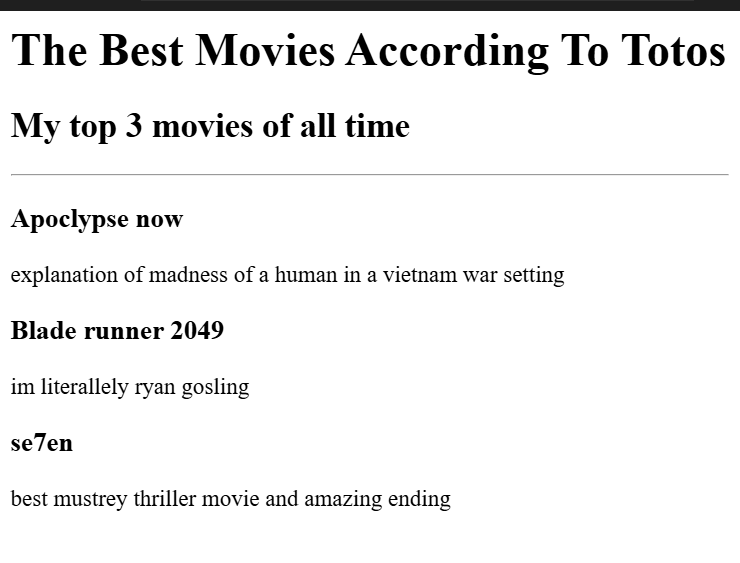 The Best Movies According To Totos
My top 3 movies of all time
Apoclypse now
explanation of madness of a human in a vietnam war setting
Blade runner 2049
im literallely ryan gosling
se7en
best mustrey thriller movie and amazing ending